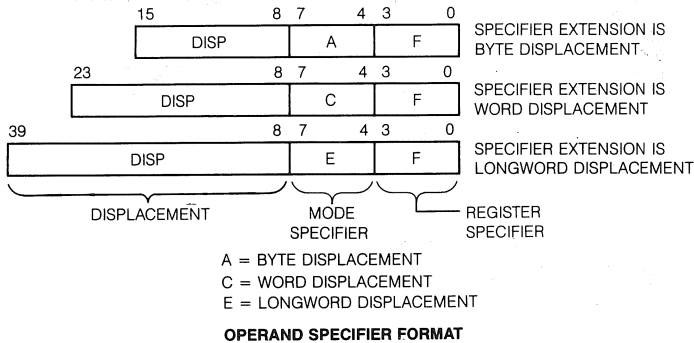 15 8 7 4 3 0
DISP A F
SPECIFIER EXTENSION IS
BYTE DISPLACEMENT
23 8 7 4 3 0
DISP C F
SPECIFIER EXTENSION IS
WORD DISPLACEMENT
39 8 7 4 3 0
DISP E F
SPECIFIER EXTENSION IS
LONGWORD DISPLACEMENT
DISPLACEMENT
MODE
SPECIFIER
REGISTER
SPECIFIER
A = BYTE DISPLACEMENT
C = WORD DISPLACEMENT
E = LONGWORD DISPLACEMENT
OPERAND SPECIFIER FORMAT